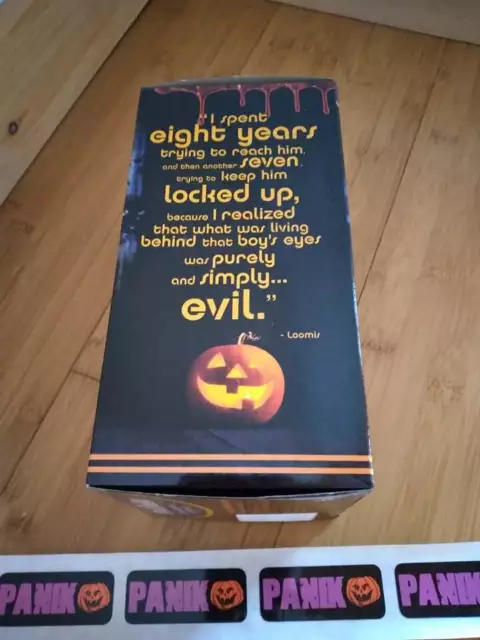 "I spent
eight years
trying to reach him,
and then another seven,
trying to keep him
locked up,
because I realized
that what was living
behind that boy's eyes
was purely
and simply...
evil."
- Loomis
PANIK PANIK PANIK PANIK